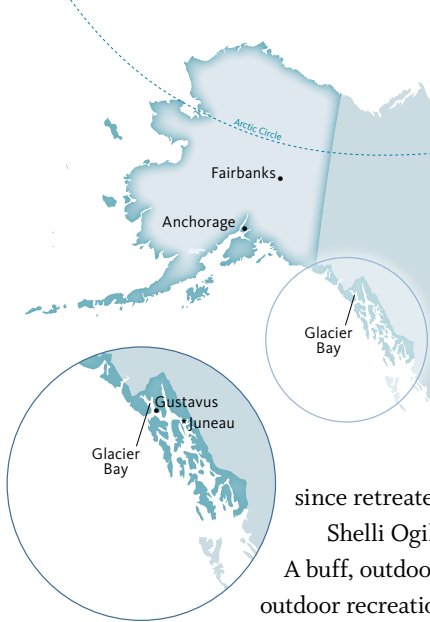 Arctic Circle
Fairbanks
Anchorage
Glacier
Bay
Gustavus
Juneau
Glacier
Bay
since retreate
Shelli Ogil
A buff, outdoo
outdoor recreatio